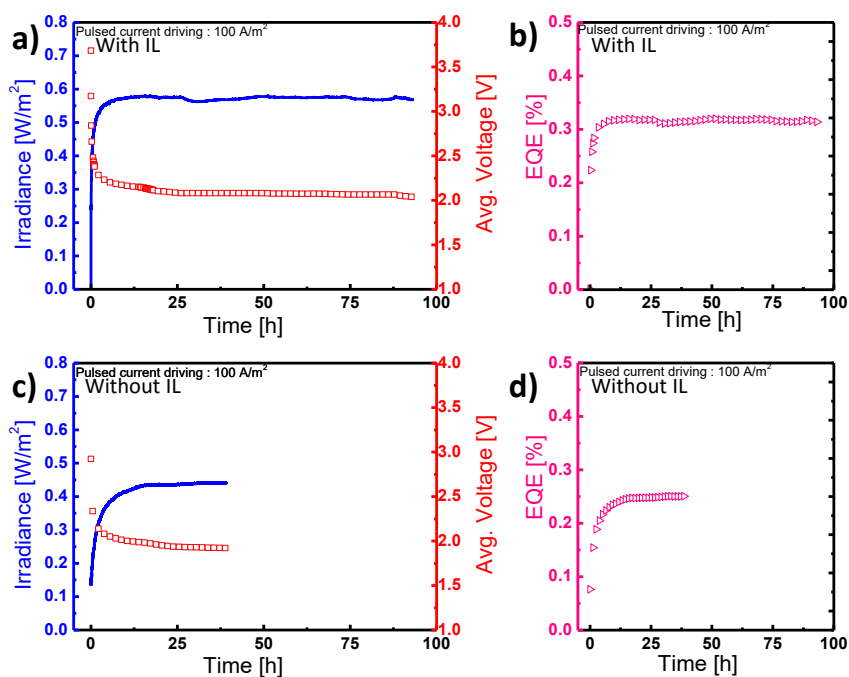 a)
Pulsed current driving : 100 A/m²
With IL
Irradiance [W/m²]
0.8
0.7
0.6
0.5
0.4
0.3
0.2
0.1
0.0
4.0
3.5
3.0
2.5
2.0
1.5
1.0
Avg. Voltage [V]
0 25 50 75 100
Time [h]
b)
Pulsed current driving : 100 A/m²
With IL
EQE [%]
0.5
0.4
0.3
0.2
0.1
0.0
0 25 50 75 100
Time [h]
c)
Pulsed current driving : 100 A/m²
Without IL
Irradiance [W/m²]
0.8
0.7
0.6
0.5
0.4
0.3
0.2
0.1
0.0
4.0
3.5
3.0
2.5
2.0
1.5
1.0
Avg. Voltage [V]
0 25 50 75 100
Time [h]
d)
Pulsed current driving : 100 A/m²
Without IL
EQE [%]
0.5
0.4
0.3
0.2
0.1
0.0
0 25 50 75 100
Time [h]